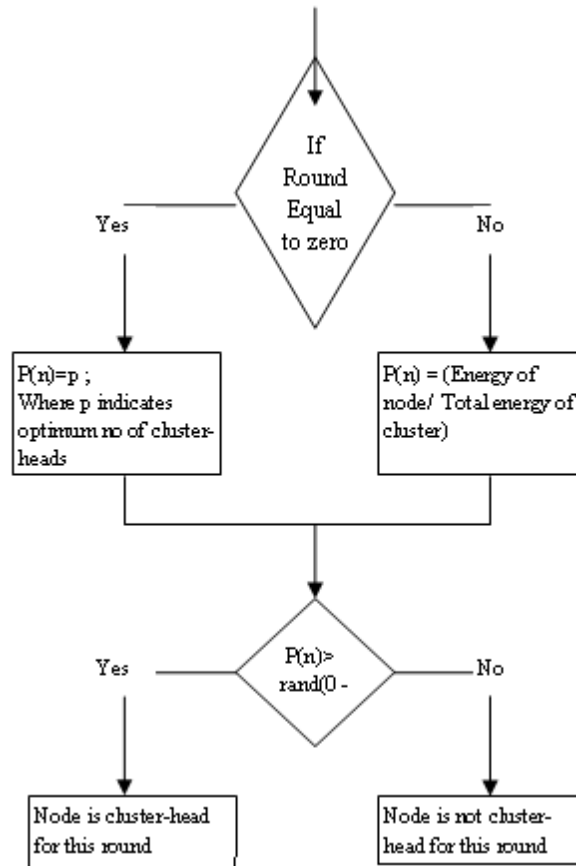 If
Round
Equal
to zero
Yes
No
P(n)=p ;
Where p indicates
optimum no of cluster-
heads
P(n) = (Energy of
node/ Total energy of
cluster)
P(n)>
rand(0 -
Yes
No
Node is cluster-head
for this round
Node is not cluster-
head for this round